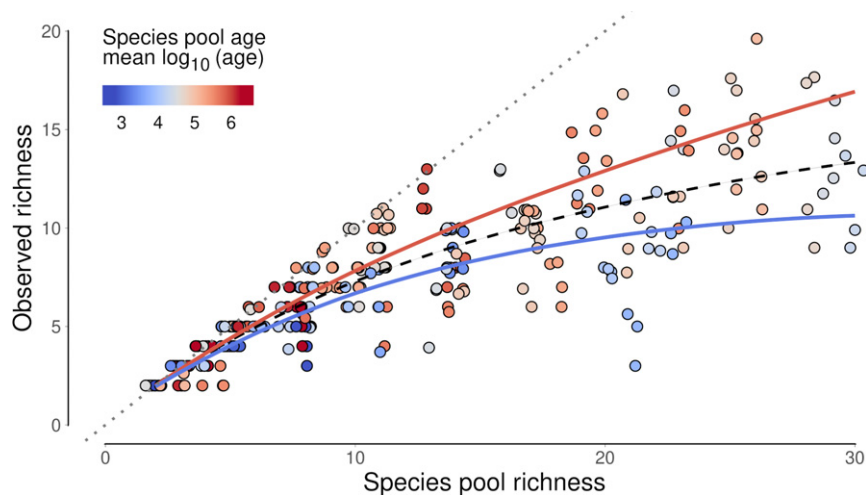 20
Species pool age
mean log10 (age)
3 4 5 6
15
10
5
0
Observed richness
0 10 20 30
Species pool richness